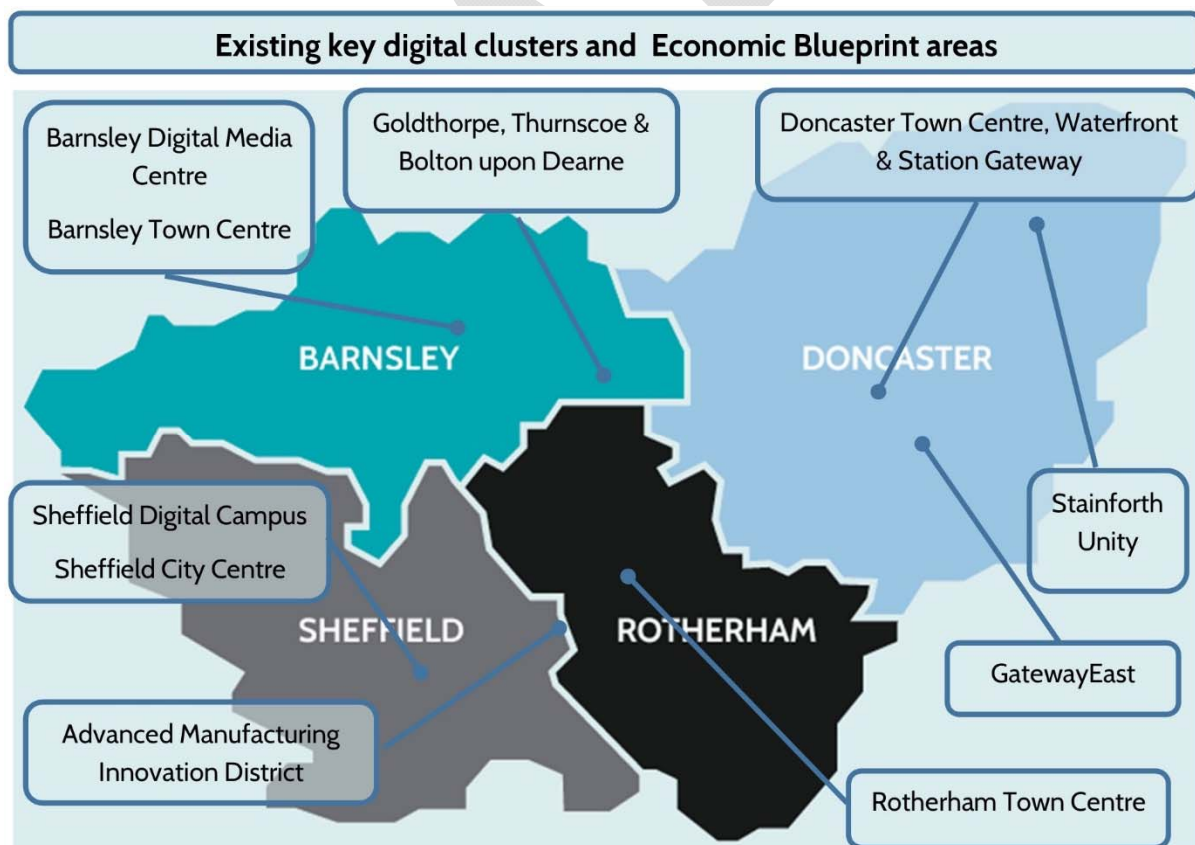 Existing key digital clusters and Economic Blueprint areas
Barnsley Digital Media
Centre
Barnsley Town Centre
Goldthorpe, Thurnscoe &
Bolton upon Dearne
Doncaster Town Centre, Waterfront
& Station Gateway
BARNSLEY
DONCASTER
Sheffield Digital Campus
Sheffield City Centre
Stainforth
Unity
SHEFFIELD
ROTHERHAM
GatewayEast
Advanced Manufacturing
Innovation District
Rotherham Town Centre